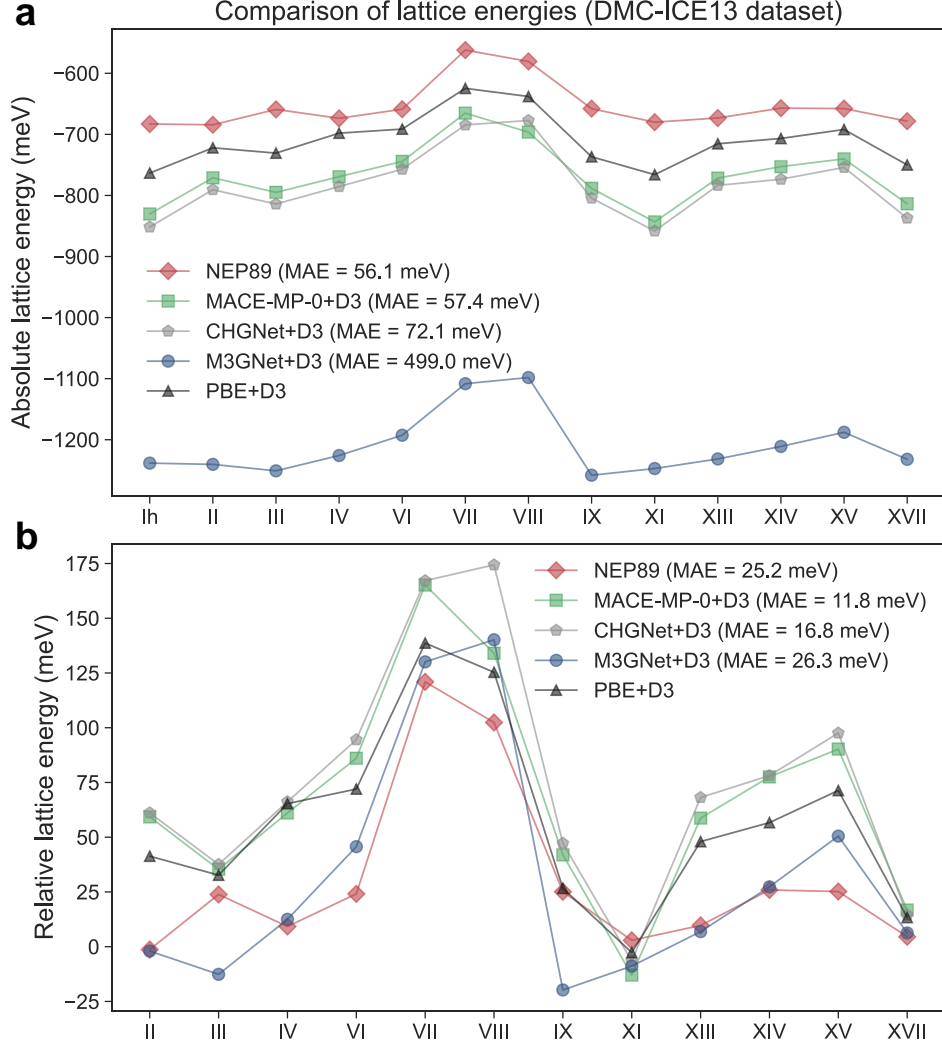 a
Comparison of lattice energies (DMC-ICE13 dataset)
Absolute lattice energy (meV)
−600
−700
−800
−900
−1000
−1100
−1200
NEP89 (MAE = 56.1 meV)
MACE-MP-0+D3 (MAE = 57.4 meV)
CHGNet+D3 (MAE = 72.1 meV)
M3GNet+D3 (MAE = 499.0 meV)
PBE+D3
Ih II III IV VI VII VIII IX XI XIII XIV XV XVII
b
Relative lattice energy (meV)
175
150
125
100
75
50
25
0
−25
NEP89 (MAE = 25.2 meV)
MACE-MP-0+D3 (MAE = 11.8 meV)
CHGNet+D3 (MAE = 16.8 meV)
M3GNet+D3 (MAE = 26.3 meV)
PBE+D3
II III IV VI VII VIII IX XI XIII XIV XV XVII